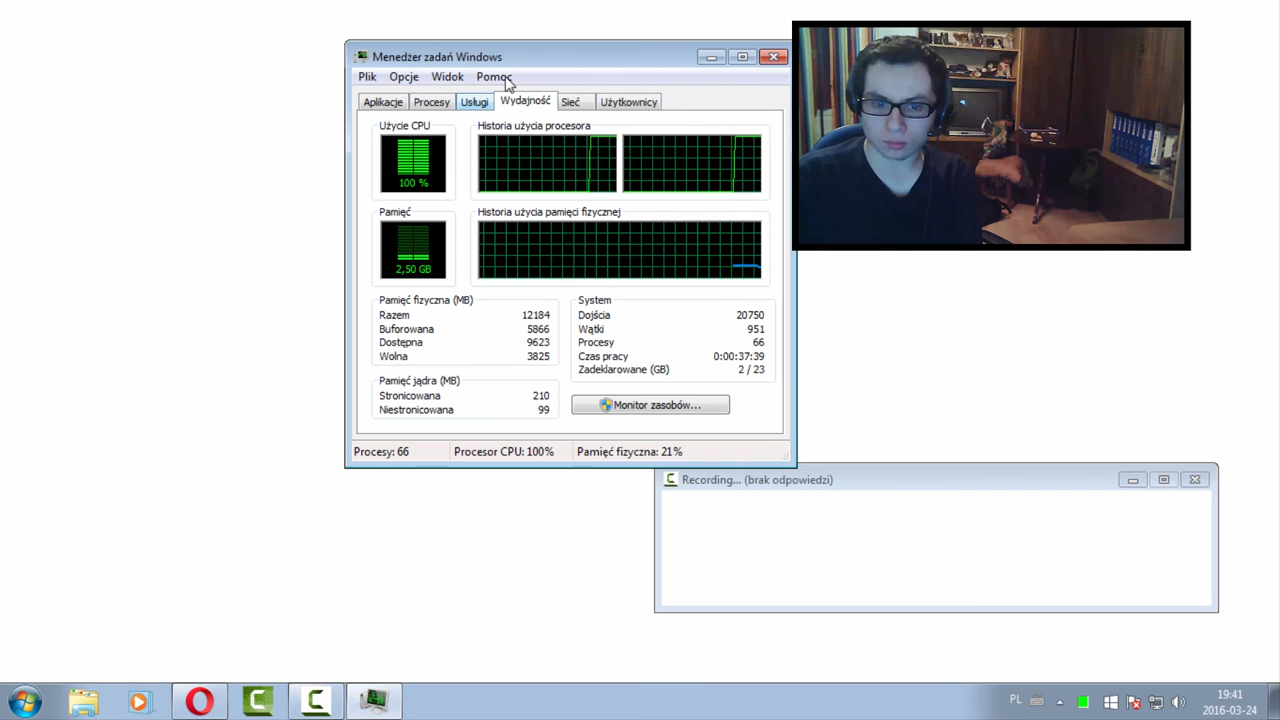 Menedżer zadań Windows
Plik Opcje Widok Pomoc
Aplikacje Procesy Usługi Wydajność Sieć Użytkownicy
Użycie CPU
100 %
Historia użycia procesora
Pamięć
2,50 GB
Historia użycia pamięci fizycznej
Pamięć fizyczna (MB)
Razem 12184
Buforowana 5866
Dostępna 9623
Wolna 3825
System
Dojścia 20750
Wątki 951
Procesy 66
Czas pracy 0:00:37:39
Zadeklarowane (GB) 2 / 23
Pamięć jądra (MB)
Stronicowana 210
Niestronicowana 99
Monitor zasobów...
Procesy: 66 Procesor CPU: 100% Pamięć fizyczna: 21%
Recording... (brak odpowiedzi)
PL
19:41
2016-03-24